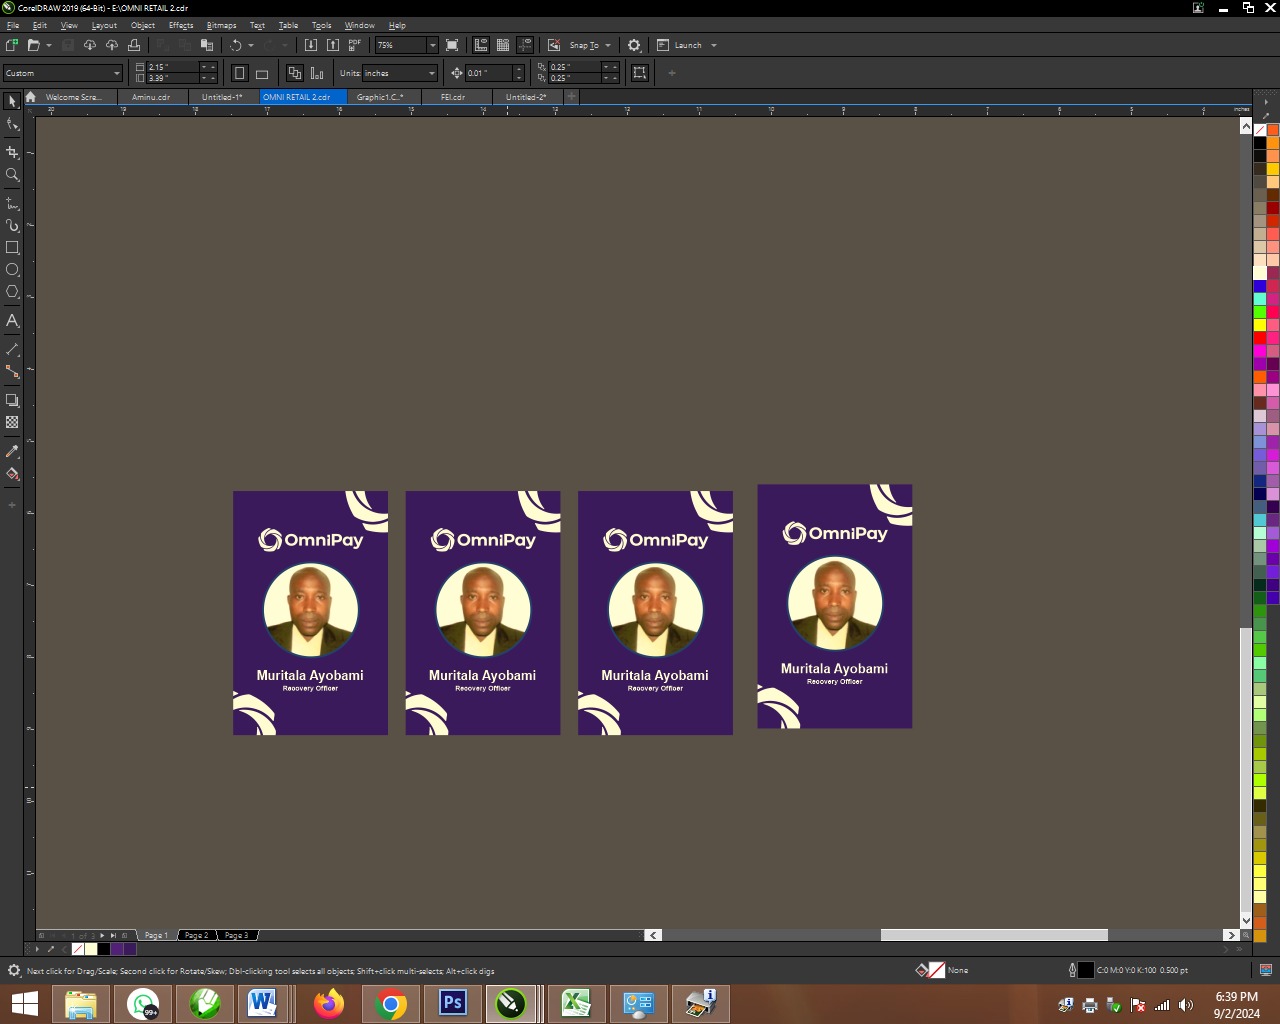 CorelDRAW 2019 (64-Bit) - E:\OMNI RETAIL 2.cdr
File Edit View Layout Object Effects Bitmaps Text Table Tools Window Help
PDF 75% Snap To Launch
Custom 2.15 " 3.39 " Units: inches 0.01 " 0.25 " 0.25 "
Welcome Scre... Aminu.cdr Untitled-1* OMNI RETAIL 2.cdr Graphic1.C...* FEI.cdr Untitled-2*
inches
OmniPay
Muritala Ayobami
Recovery Officer
OmniPay
Muritala Ayobami
Recovery Officer
OmniPay
Muritala Ayobami
Recovery Officer
OmniPay
Muritala Ayobami
Recovery Officer
1 of 3 Page 1 Page 2 Page 3
Next click for Drag/Scale; Second click for Rotate/Skew; Dbl-clicking tool selects all objects; Shift+click multi-selects; Alt+click digs
None C:0 M:0 Y:0 K:100 0.500 pt
99+
Ps
6:39 PM
9/2/2024